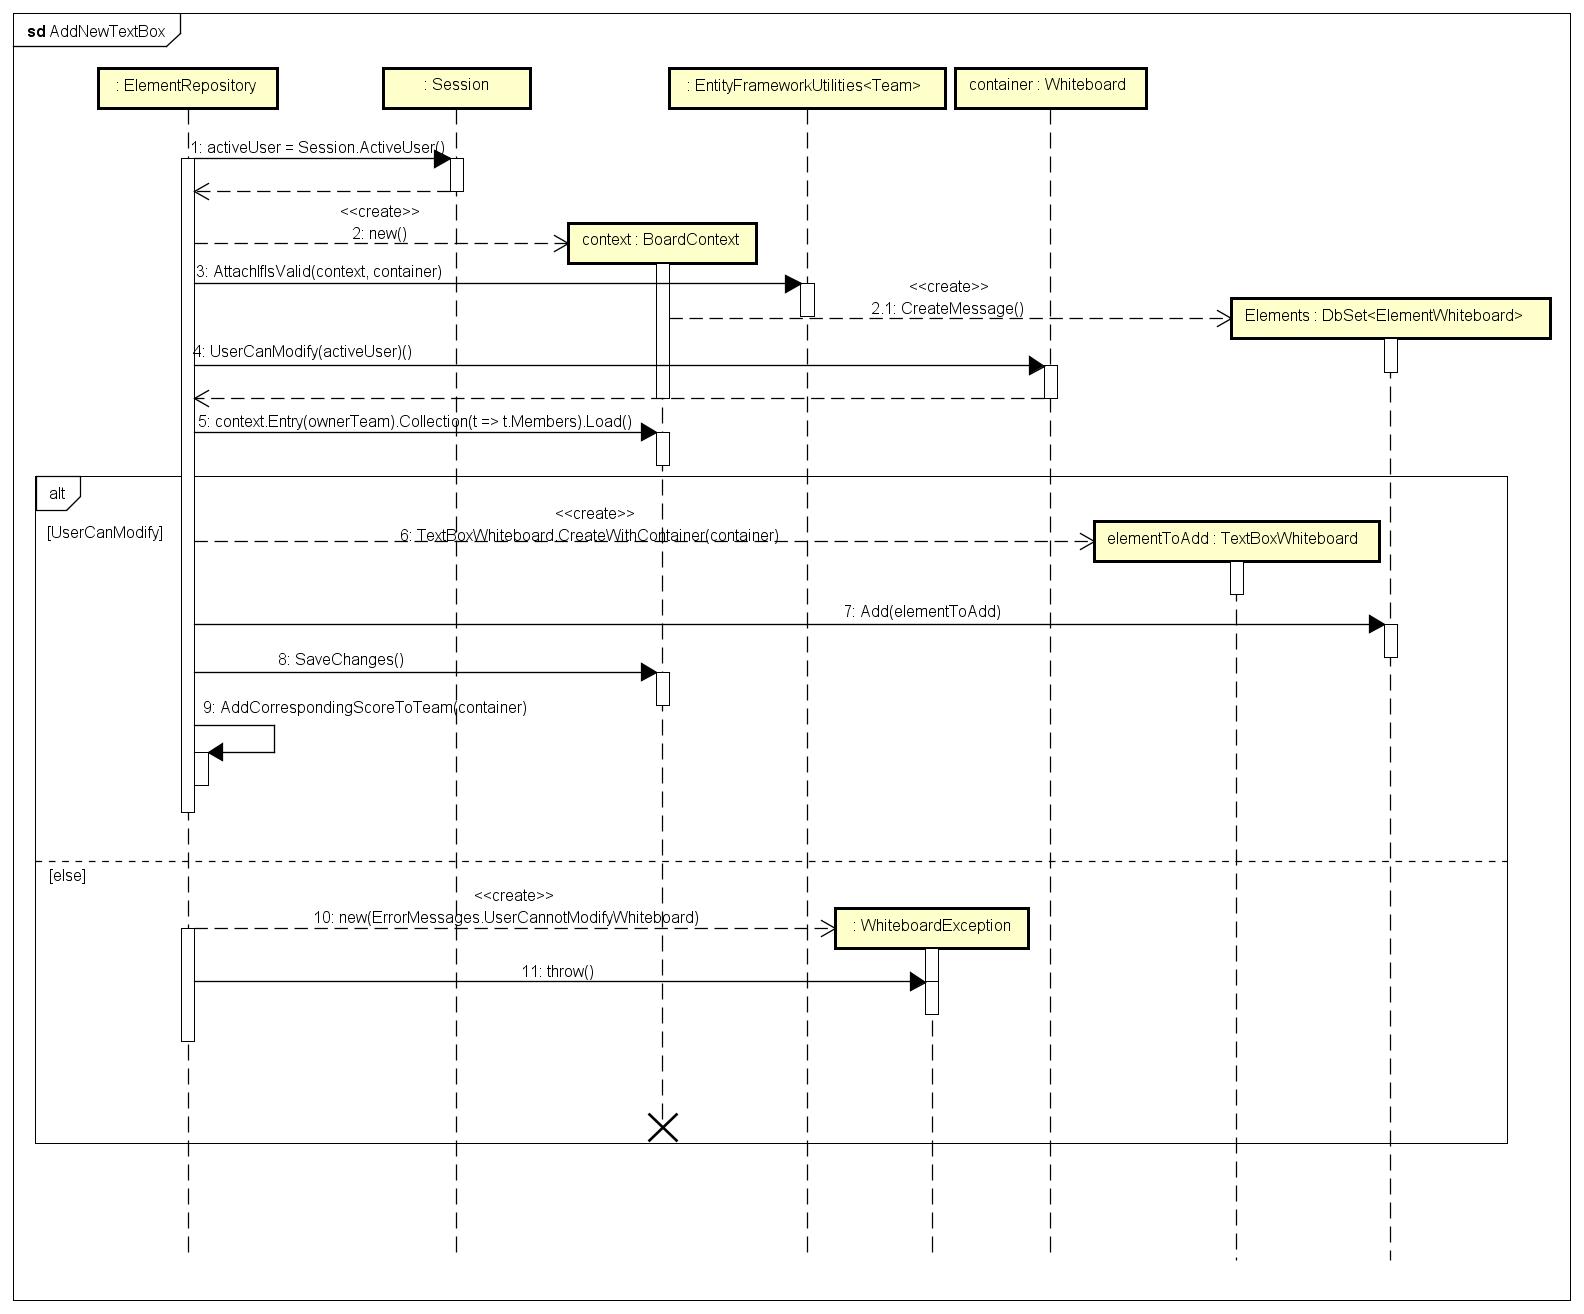 sd AddNewTextBox
: ElementRepository
: Session
: EntityFrameworkUtilities<Team>
container : Whiteboard
1: activeUser = Session.ActiveUser()
<<create>>
2: new()
context : BoardContext
3: AttachIfIsValid(context, container)
<<create>>
2.1: CreateMessage()
Elements : DbSet<ElementWhiteboard>
4: UserCanModify(activeUser)()
5: context.Entry(ownerTeam).Collection(t => t.Members).Load()
alt
[UserCanModify]
<<create>>
6: TextBoxWhiteboard.CreateWithContainer(container)
elementToAdd : TextBoxWhiteboard
7: Add(elementToAdd)
8: SaveChanges()
9: AddCorrespondingScoreToTeam(container)
[else]
<<create>>
10: new(ErrorMessages.UserCannotModifyWhiteboard)
: WhiteboardException
11: throw()